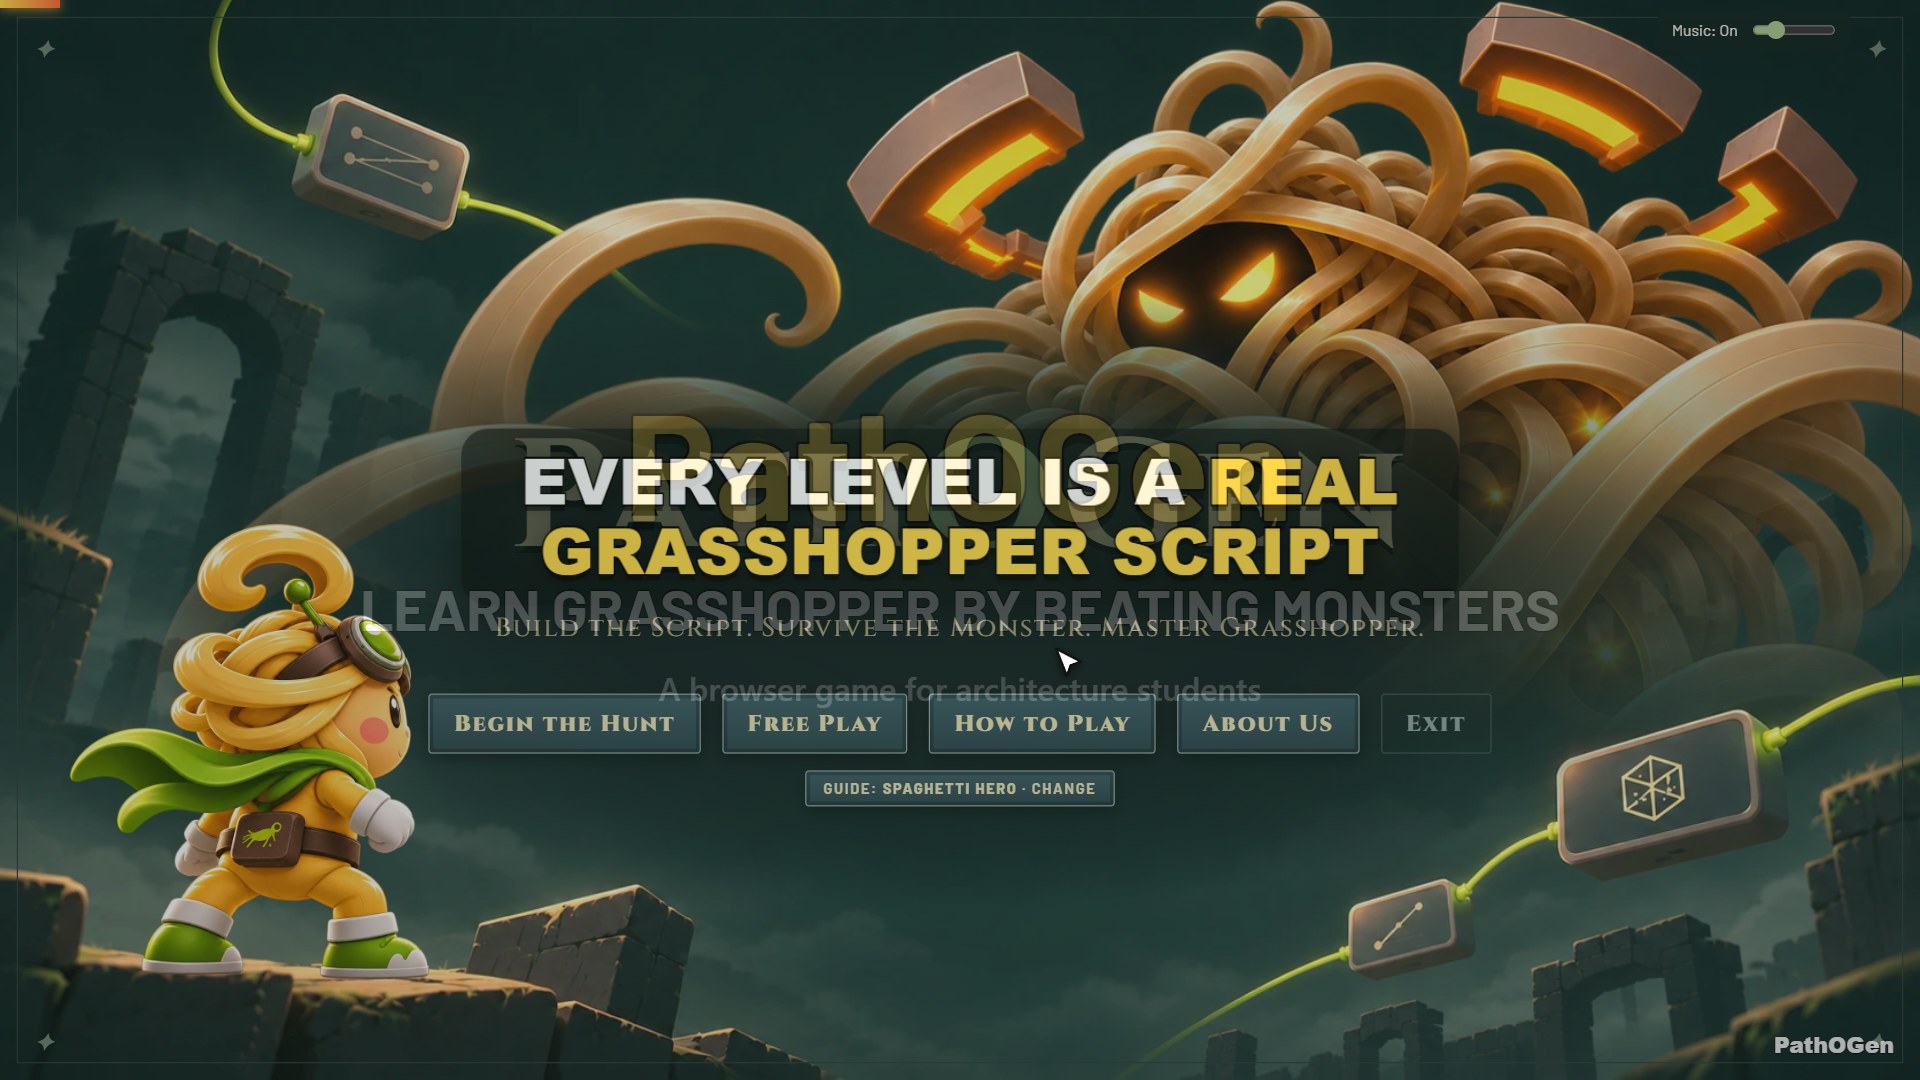 Music: On
PathOGen
PATHOGEN
EVERY LEVEL IS A REAL
GRASSHOPPER SCRIPT
LEARN GRASSHOPPER BY BEATING MONSTERS
BUILD THE SCRIPT. SURVIVE THE MONSTER. MASTER GRASSHOPPER.
A browser game for architecture students
BEGIN THE HUNT
FREE PLAY
HOW TO PLAY
ABOUT US
EXIT
GUIDE: SPAGHETTI HERO · CHANGE
PathOGen